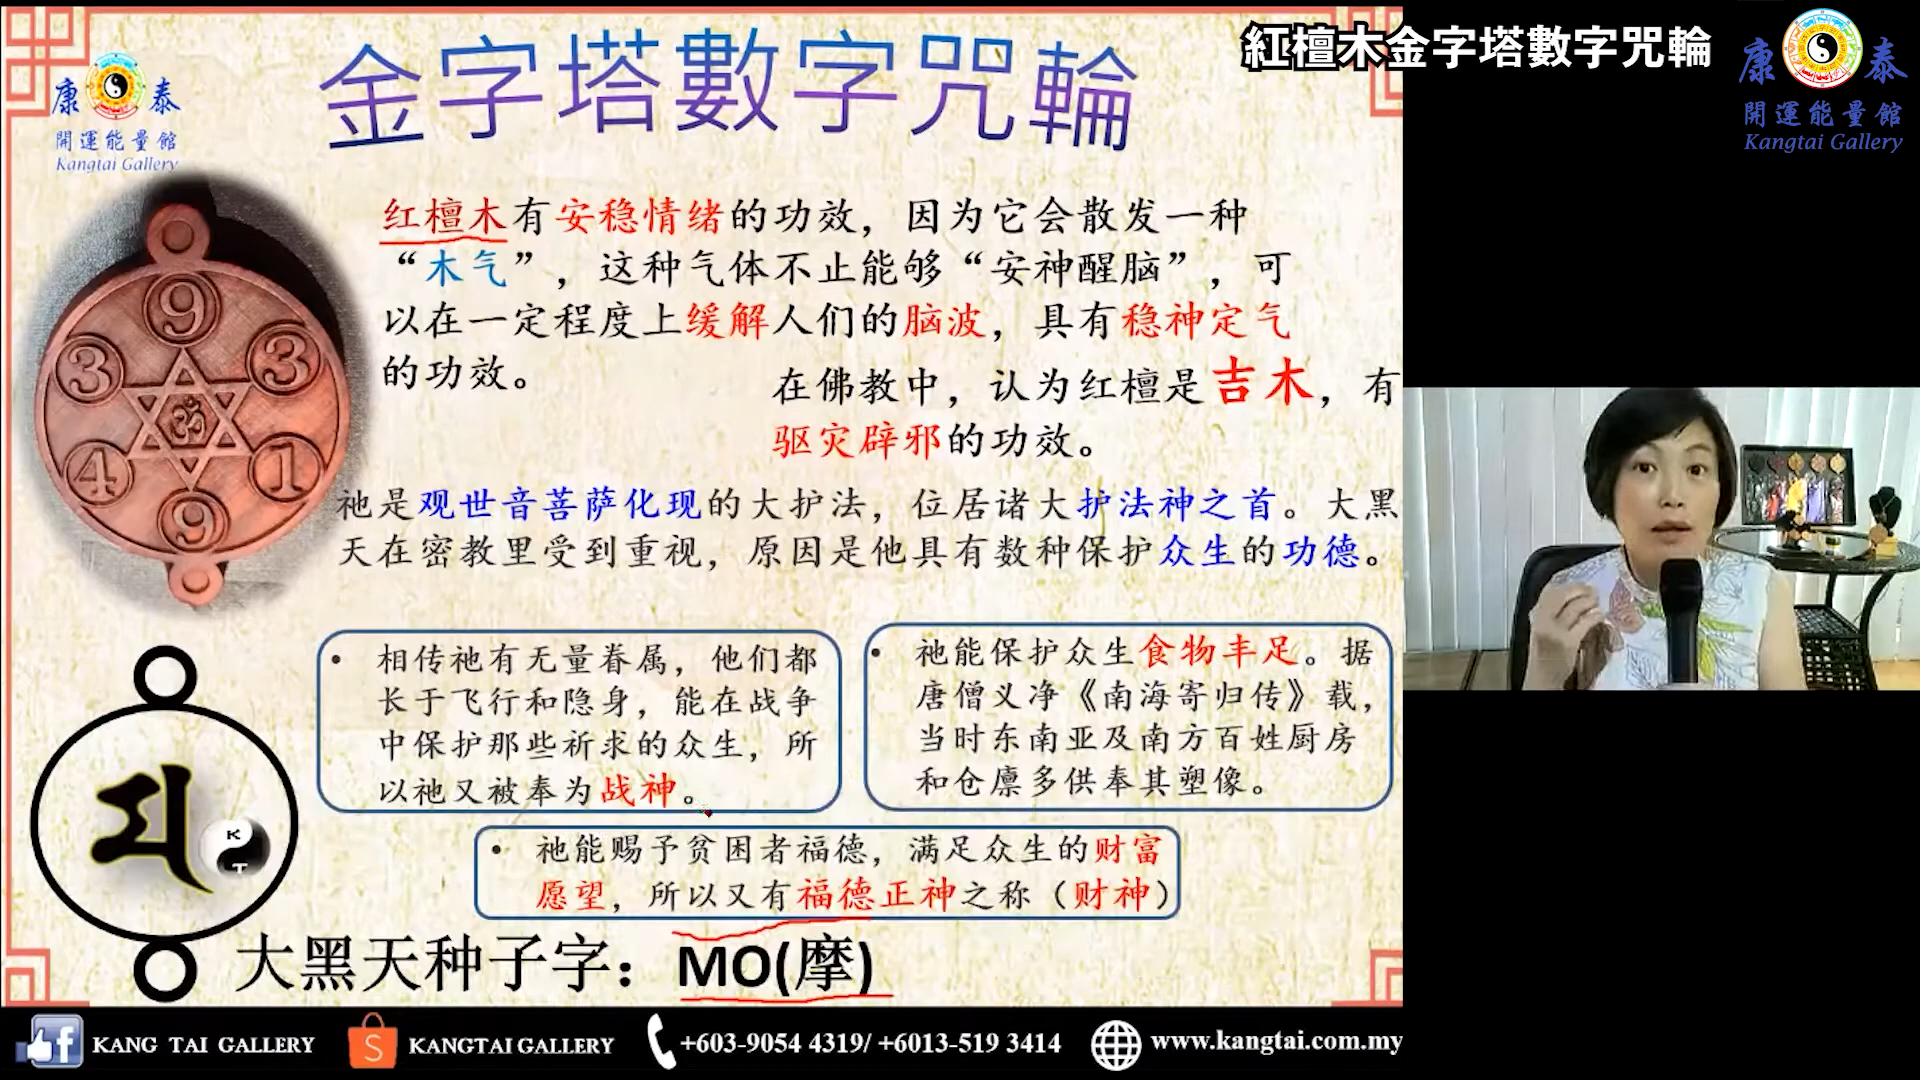 金字塔數字咒輪
紅檀木金字塔數字咒輪
康 泰
開運能量館
Kangtai Gallery
康 泰
開運能量館
Kangtai Gallery
红檀木有安稳情绪的功效，因为它会散发一种
“木气”，这种气体不止能够“安神醒脑”，可
以在一定程度上缓解人们的脑波，具有稳神定气
的功效。
在佛教中，认为红檀是吉木，有
驱灾辟邪的功效。
9
3
3
ॐ
4
1
9
祂是观世音菩萨化现的大护法，位居诸大护法神之首。大黑
天在密教里受到重视，原因是他具有数种保护众生的功德。
• 相传祂有无量眷属，他们都
长于飞行和隐身，能在战争
中保护那些祈求的众生，所
以祂又被奉为战神。
• 祂能保护众生食物丰足。据
唐僧义净《南海寄归传》载，
当时东南亚及南方百姓厨房
和仓廪多供奉其塑像。
• 祂能赐予贫困者福德，满足众生的财富
愿望，所以又有福德正神之称（财神）
K
T
大黑天种子字：MO(摩)
f KANG TAI GALLERY
S KANGTAI GALLERY
+603-9054 4319/ +6013-519 3414
www.kangtai.com.my